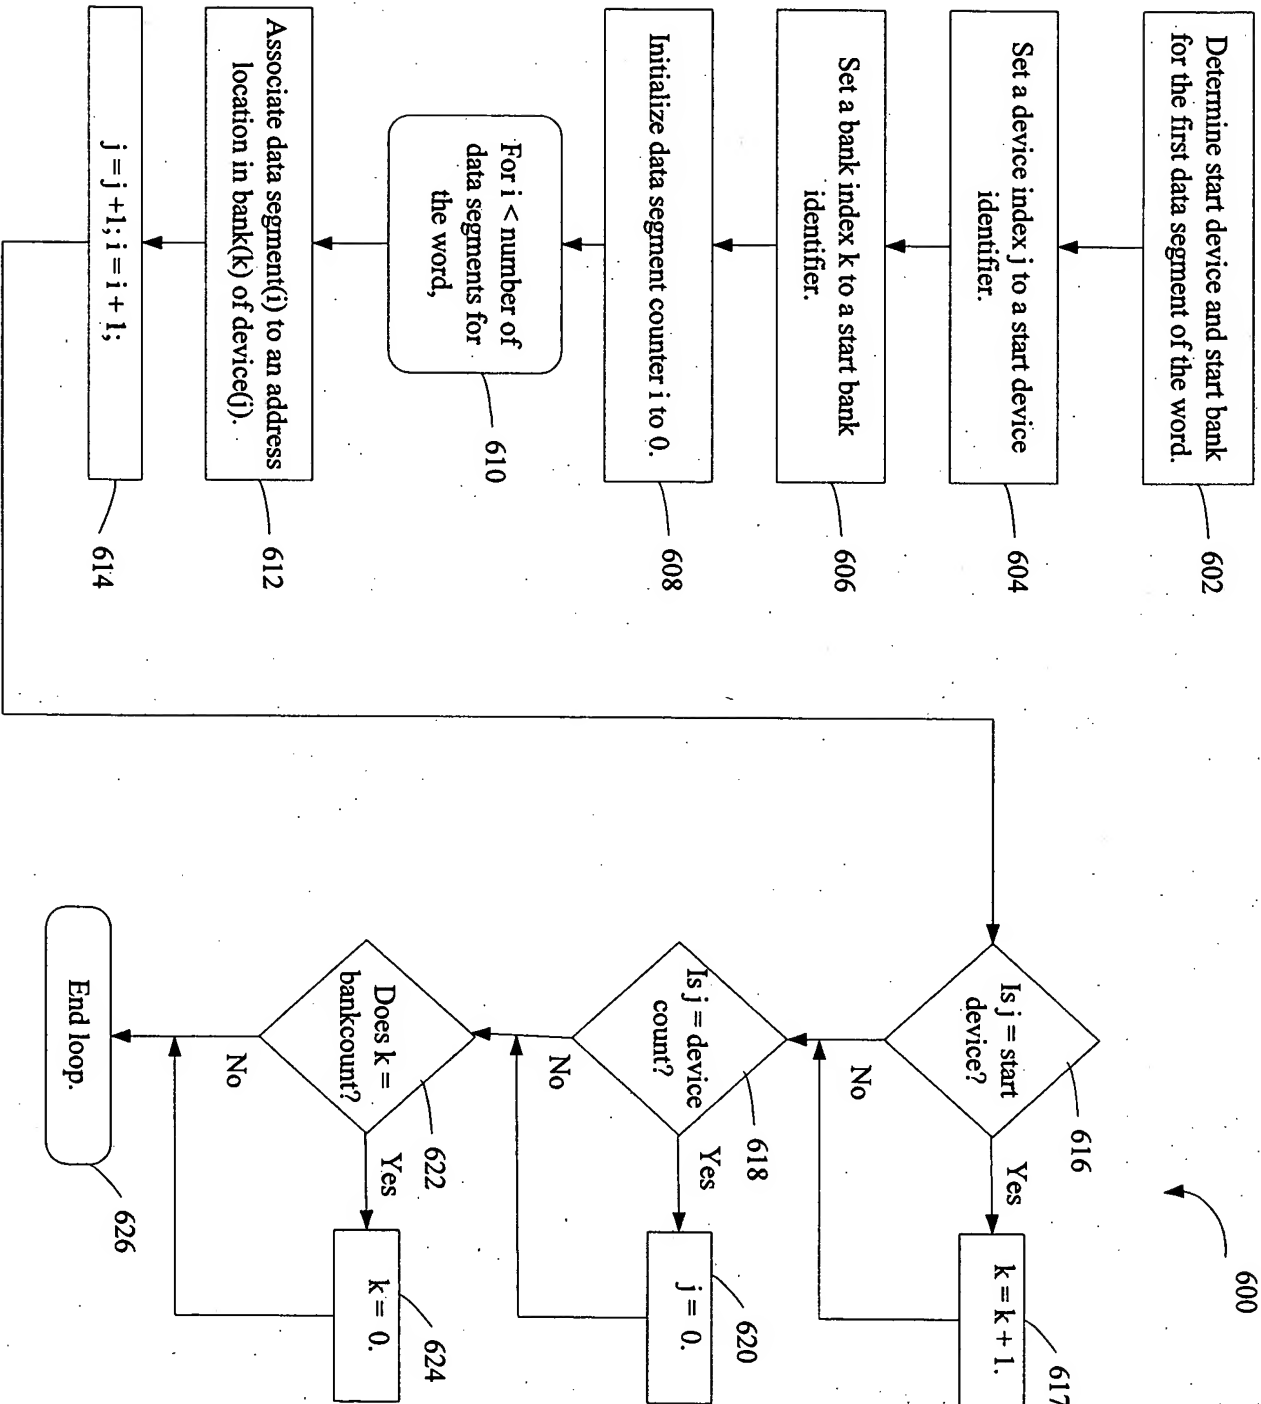 600
Determine start device and start bank
for the first data segment of the word.
602
Set a device index j to a start device
identifier.
604
Set a bank index k to a start bank
identifier.
606
Initialize data segment counter i to 0.
608
For i < number of
data segments for
the word,
610
Associate data segment(i) to an address
location in bank(k) of device(j).
612
j = j +1; i = i + 1;
614
Is j = start
device?
616
Yes
k = k + 1.
617
No
Is j = device
count?
618
Yes
j = 0.
620
No
Does k =
bankcount?
622
Yes
k = 0.
624
No
End loop.
626